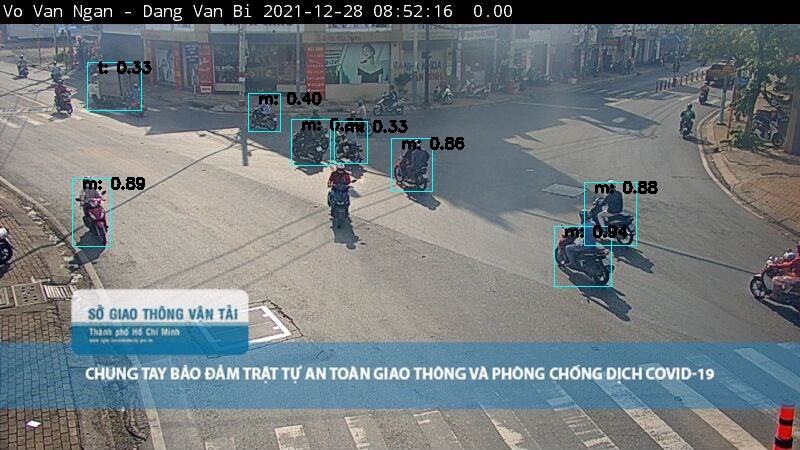 Vo Van Ngan - Dang Van Bi 2021-12-28 08:52:16 0.00
t: 0.33
m: 0.40
m: 0.33
m: 0.86
m: 0.89
m: 0.88
m: 0.94
SỞ GIAO THÔNG VẬN TẢI
Thành phố Hồ Chí Minh
CHUNG TAY BẢO ĐẢM TRẬT TỰ AN TOÀN GIAO THÔNG VÀ PHÒNG CHỐNG DỊCH COVID-19